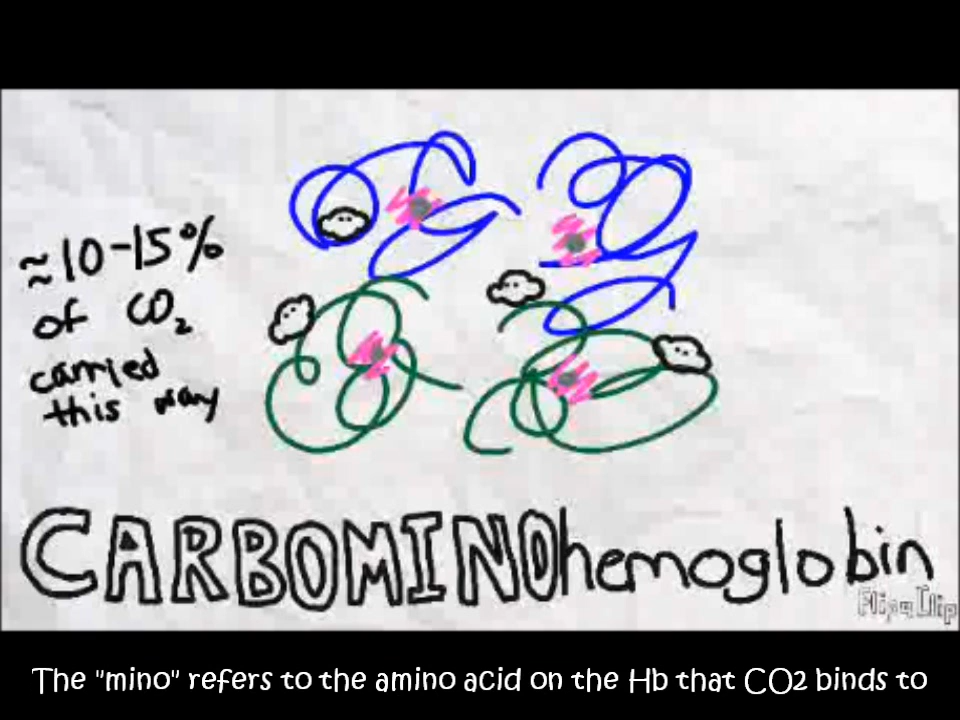 ≈10-15%
of CO2
carried
this way
CARBOMINOhemoglobin
FlipaClip
The "mino" refers to the amino acid on the Hb that CO2 binds to